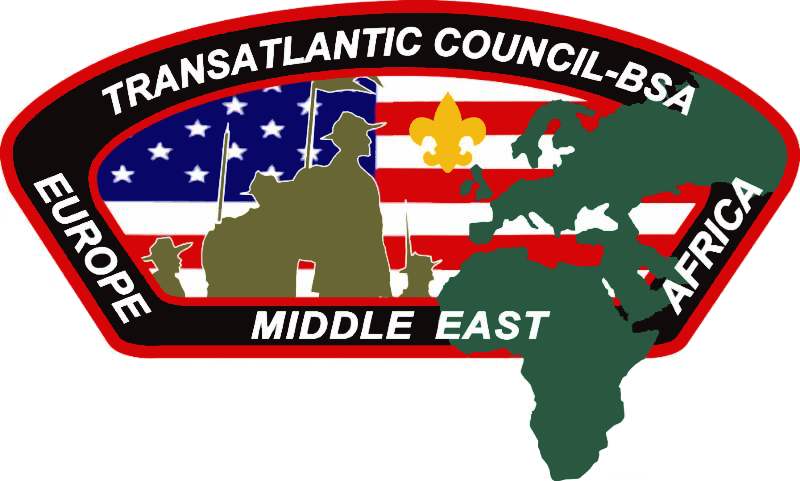 TRANSATLANTIC COUNCIL-BSA
EUROPE
MIDDLE EAST
AFRICA